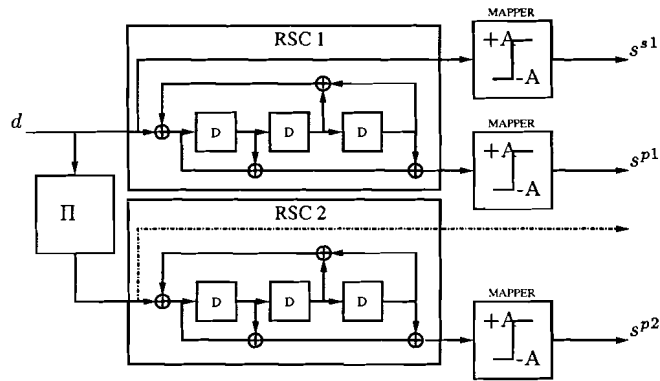 RSC 1
MAPPER
+A
-A
s^{s1}
d
D
D
D
MAPPER
+A
-A
s^{p1}
Π
RSC 2
D
D
D
MAPPER
+A
-A
s^{p2}